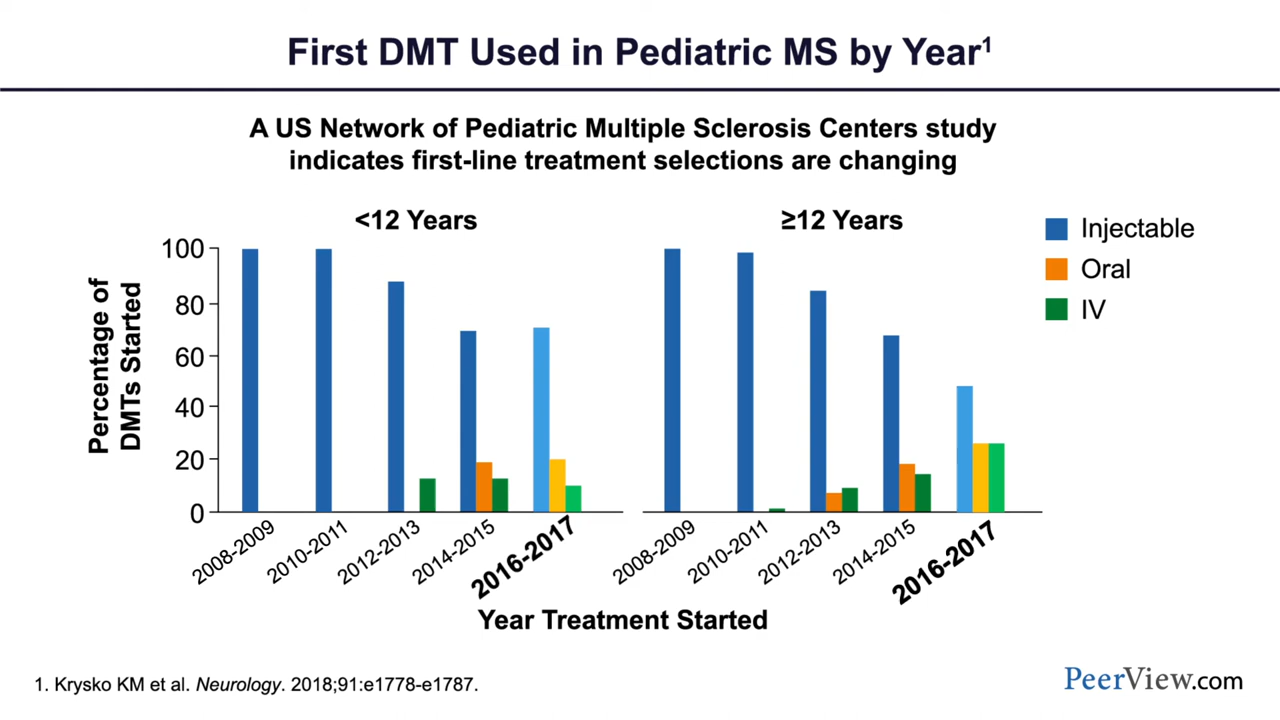 First DMT Used in Pediatric MS by Year1
A US Network of Pediatric Multiple Sclerosis Centers study
indicates first-line treatment selections are changing
<12 Years
≥12 Years
Injectable
Oral
IV
Percentage of
DMTs Started
100
80
60
40
20
0
2008-2009
2010-2011
2012-2013
2014-2015
2016-2017
2008-2009
2010-2011
2012-2013
2014-2015
2016-2017
Year Treatment Started
1. Krysko KM et al. Neurology. 2018;91:e1778-e1787.
PeerView.com